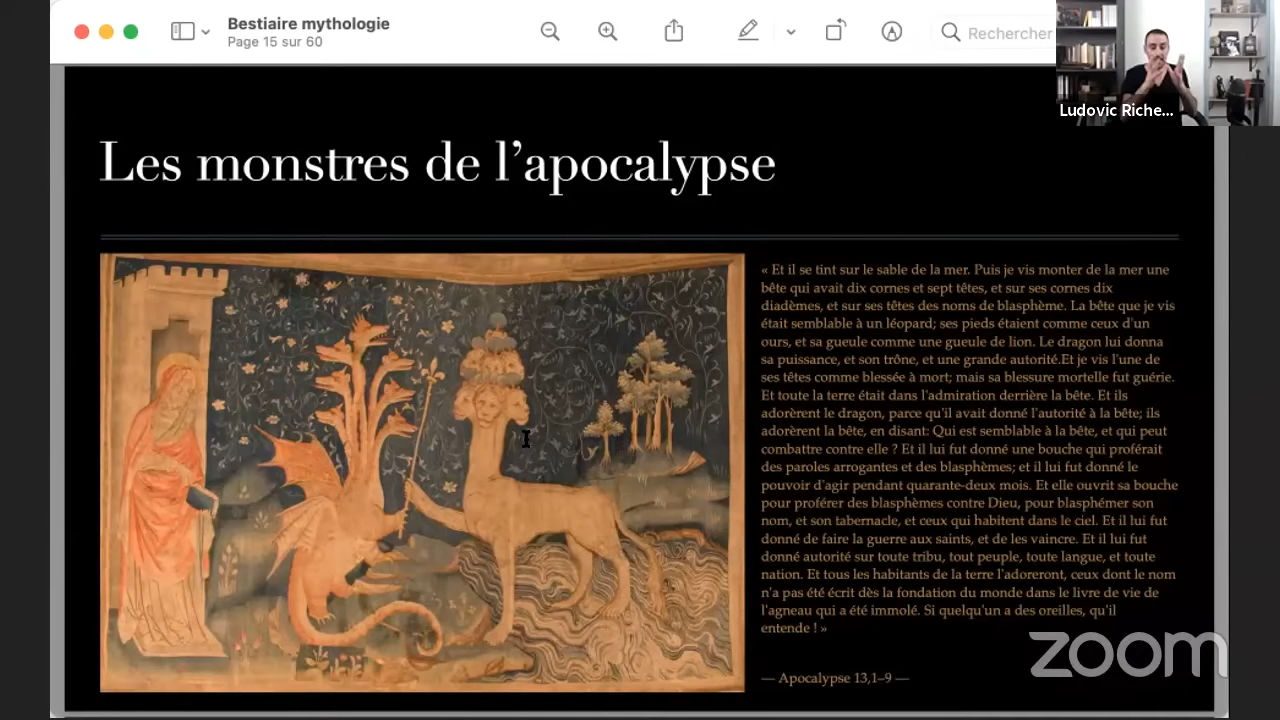 Bestiaire mythologie
Page 15 sur 60
Rechercher
Ludovic Riche...
Les monstres de l’apocalypse
« Et il se tint sur le sable de la mer. Puis je vis monter de la mer une
bête qui avait dix cornes et sept têtes, et sur ses cornes dix
diadèmes, et sur ses têtes des noms de blasphème. La bête que je vis
était semblable à un léopard; ses pieds étaient comme ceux d'un
ours, et sa gueule comme une gueule de lion. Le dragon lui donna
sa puissance, et son trône, et une grande autorité.Et je vis l'une de
ses têtes comme blessée à mort; mais sa blessure mortelle fut guérie.
Et toute la terre était dans l'admiration derrière la bête. Et ils
adorèrent le dragon, parce qu'il avait donné l'autorité à la bête; ils
adorèrent la bête, en disant: Qui est semblable à la bête, et qui peut
combattre contre elle ? Et il lui fut donné une bouche qui proférait
des paroles arrogantes et des blasphèmes; et il lui fut donné le
pouvoir d'agir pendant quarante-deux mois. Et elle ouvrit sa bouche
pour proférer des blasphèmes contre Dieu, pour blasphémer son
nom, et son tabernacle, et ceux qui habitent dans le ciel. Et il lui fut
donné de faire la guerre aux saints, et de les vaincre. Et il lui fut
donné autorité sur toute tribu, tout peuple, toute langue, et toute
nation. Et tous les habitants de la terre l'adoreront, ceux dont le nom
n'a pas été écrit dès la fondation du monde dans le livre de vie de
l'agneau qui a été immolé. Si quelqu'un a des oreilles, qu'il
entende ! »
— Apocalypse 13,1–9 —
zoom